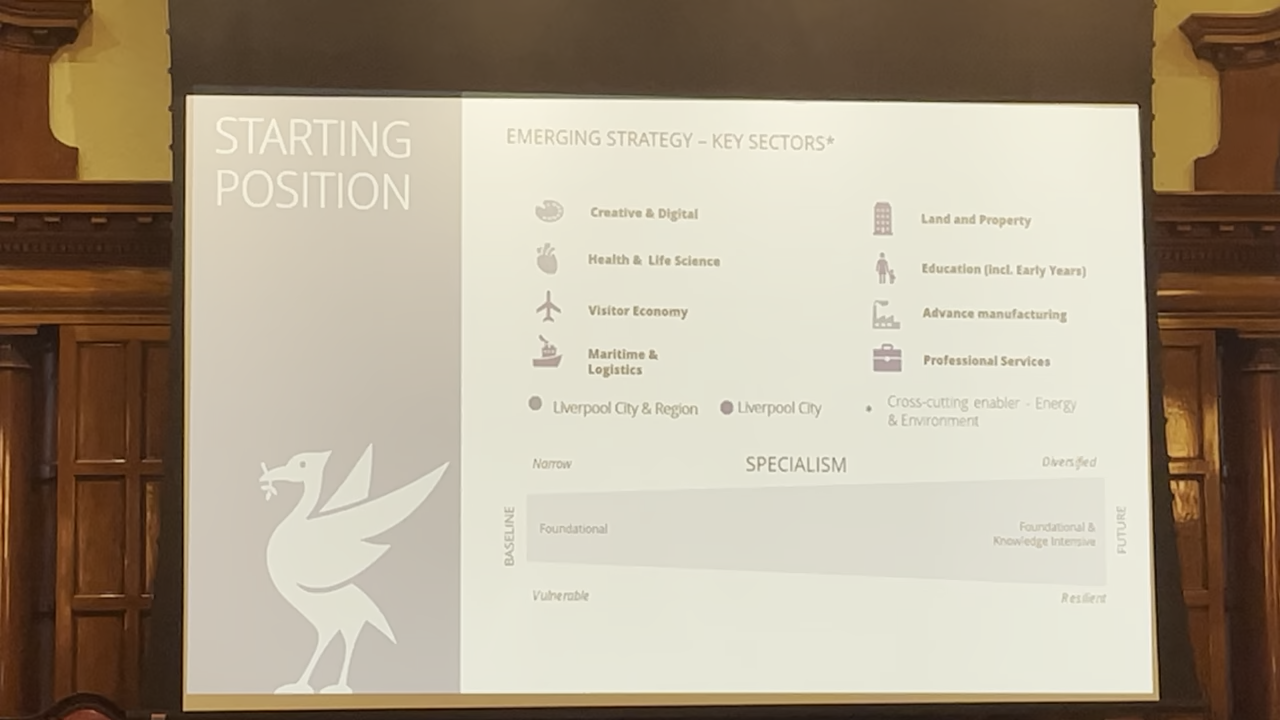 STARTING
POSITION
EMERGING STRATEGY – KEY SECTORS*
Creative & Digital
Health & Life Science
Visitor Economy
Maritime &
Logistics
Land and Property
Education (incl. Early Years)
Advance manufacturing
Professional Services
Liverpool City & Region
Liverpool City
Cross-cutting enabler - Energy
& Environment
Narrow
SPECIALISM
Diversified
BASELINE
Foundational
Foundational &
Knowledge Intensive
FUTURE
Vulnerable
Resilient